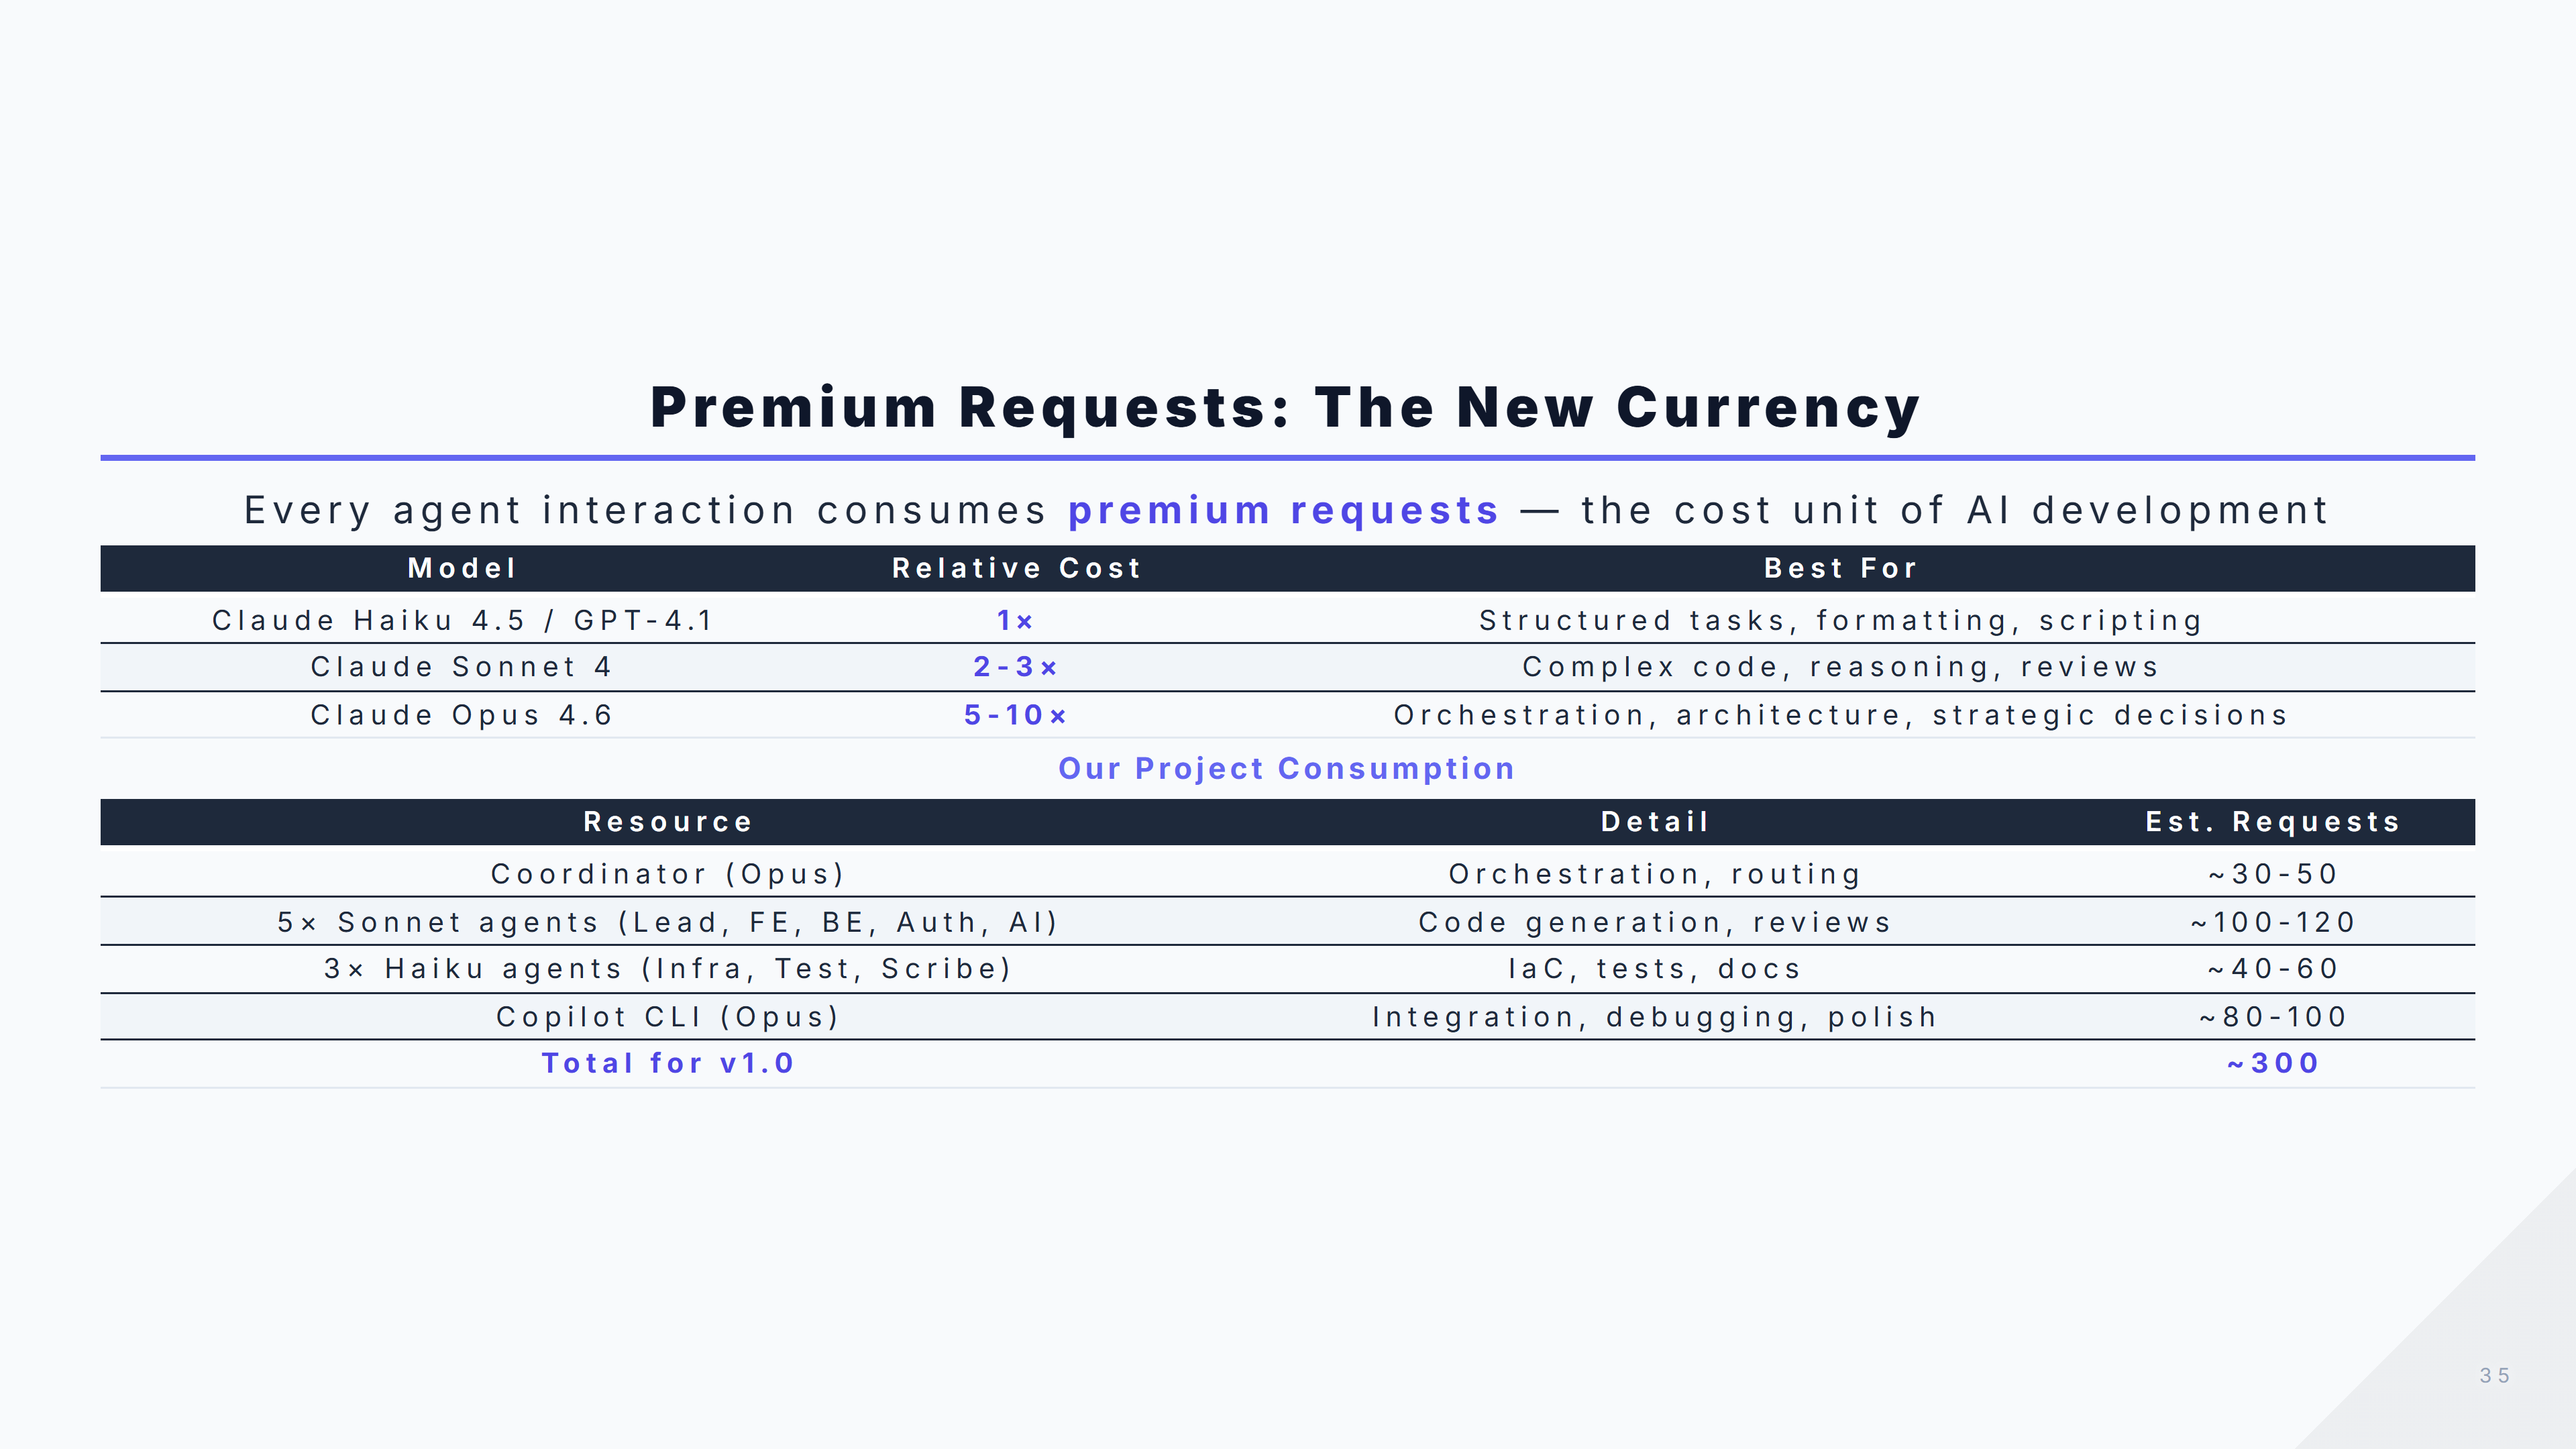 Premium Requests: The New Currency
Every agent interaction consumes premium requests — the cost unit of AI development
Model Relative Cost Best For
Claude Haiku 4.5 / GPT-4.1 1× Structured tasks, formatting, scripting
Claude Sonnet 4 2-3× Complex code, reasoning, reviews
Claude Opus 4.6 5-10× Orchestration, architecture, strategic decisions
Our Project Consumption
Resource Detail Est. Requests
Coordinator (Opus) Orchestration, routing ~30-50
5× Sonnet agents (Lead, FE, BE, Auth, AI) Code generation, reviews ~100-120
3× Haiku agents (Infra, Test, Scribe) IaC, tests, docs ~40-60
Copilot CLI (Opus) Integration, debugging, polish ~80-100
Total for v1.0 ~300
35